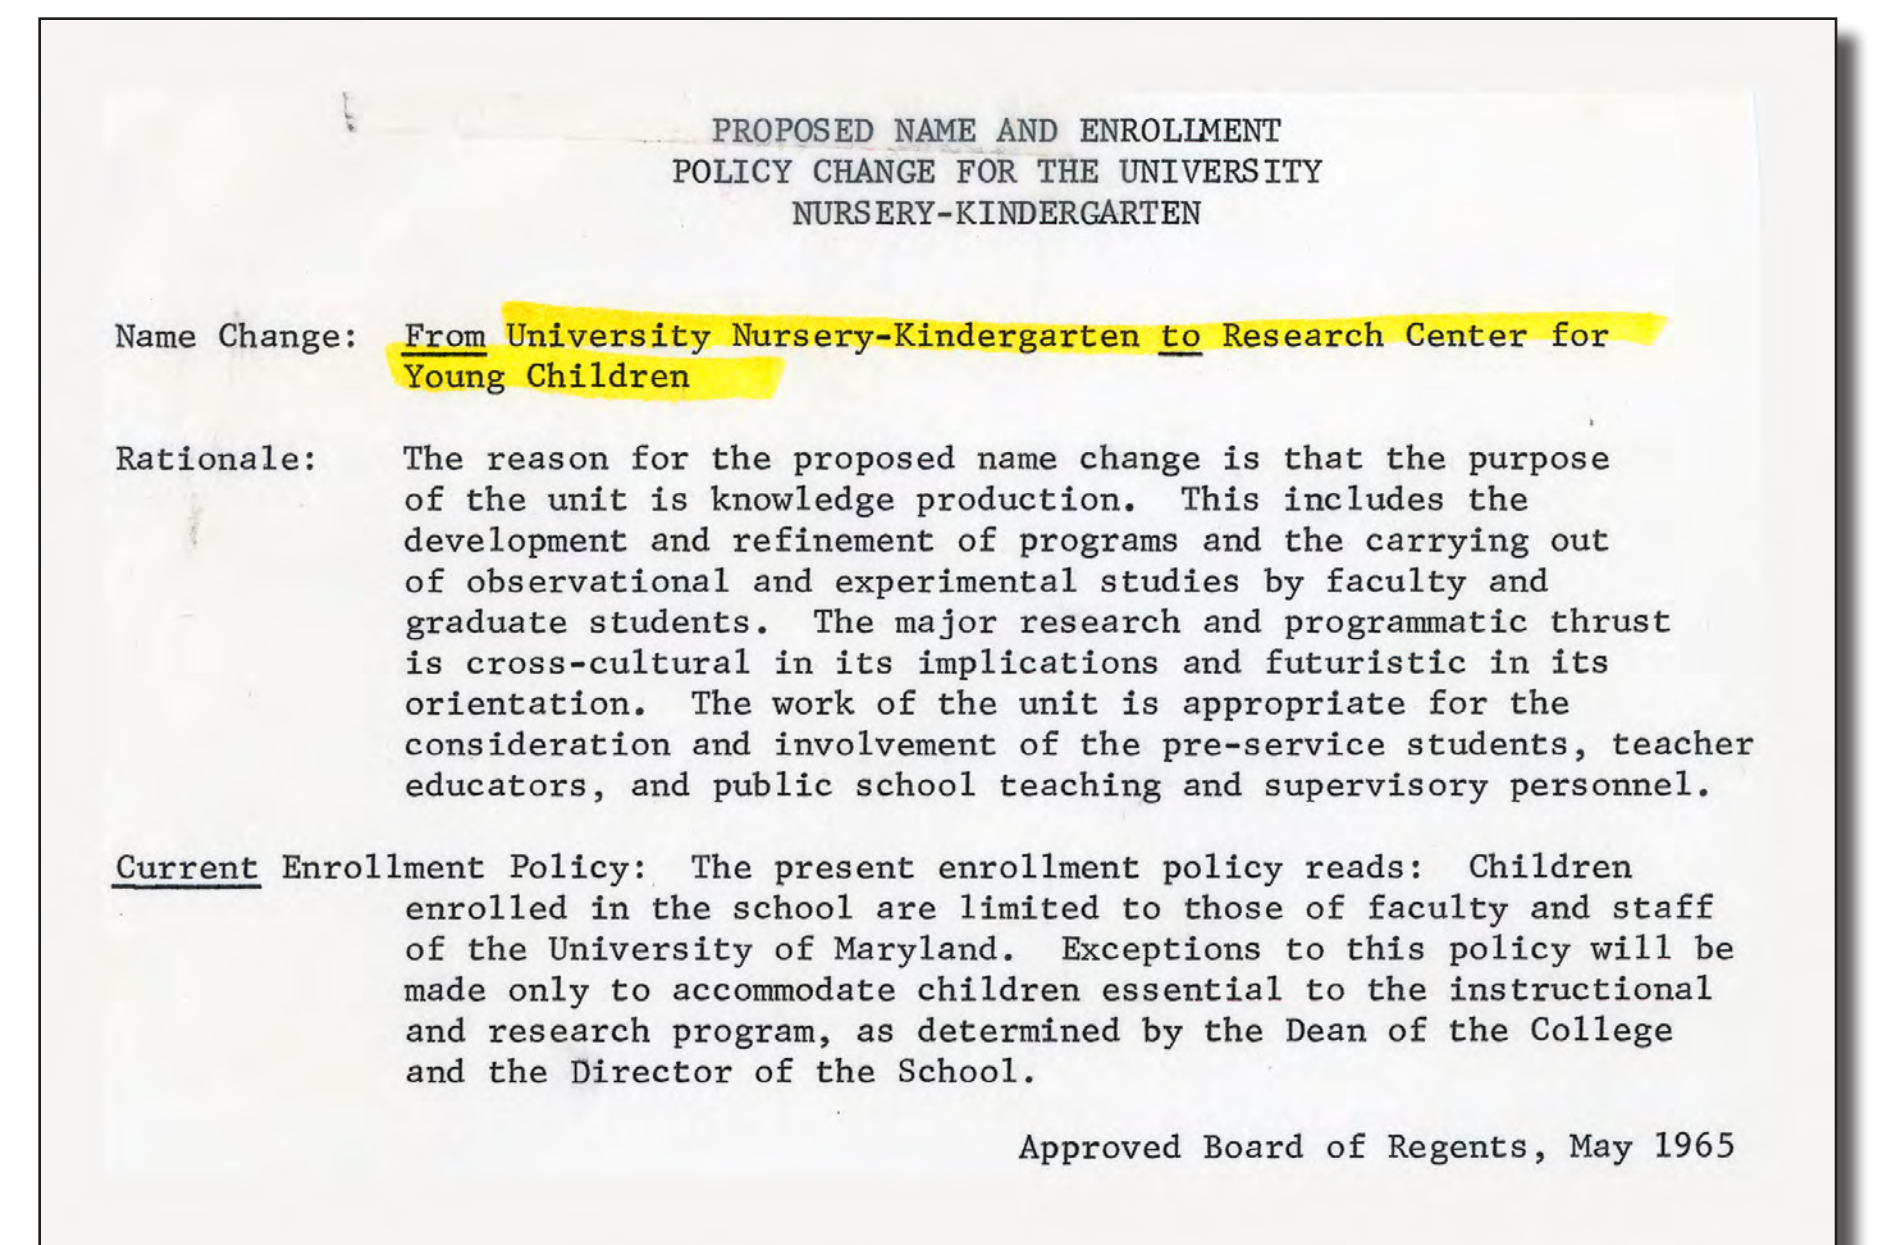 PROPOSED NAME AND ENROLLMENT
POLICY CHANGE FOR THE UNIVERSITY
NURSERY-KINDERGARTEN
Name Change: From University Nursery-Kindergarten to Research Center for
Young Children
Rationale: The reason for the proposed name change is that the purpose
of the unit is knowledge production. This includes the
development and refinement of programs and the carrying out
of observational and experimental studies by faculty and
graduate students. The major research and programmatic thrust
is cross-cultural in its implications and futuristic in its
orientation. The work of the unit is appropriate for the
consideration and involvement of the pre-service students, teacher
educators, and public school teaching and supervisory personnel.
Current Enrollment Policy: The present enrollment policy reads: Children
enrolled in the school are limited to those of faculty and staff
of the University of Maryland. Exceptions to this policy will be
made only to accommodate children essential to the instructional
and research program, as determined by the Dean of the College
and the Director of the School.
Approved Board of Regents, May 1965